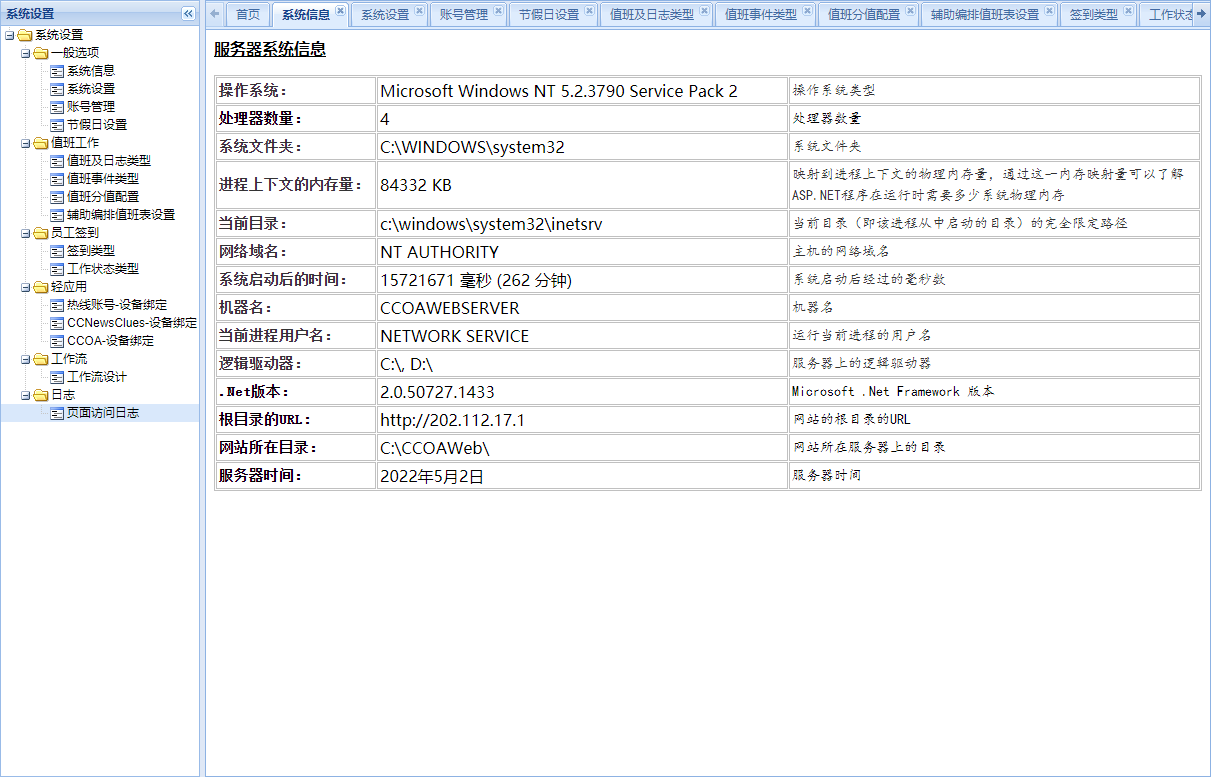 系统设置
系统设置
一般选项
系统信息
系统设置
账号管理
节假日设置
值班工作
值班及日志类型
值班事件类型
值班分值配置
辅助编排值班表设置
员工签到
签到类型
工作状态类型
轻应用
热线账号-设备绑定
CCNewsClues-设备绑定
CCOA-设备绑定
工作流
工作流设计
日志
页面访问日志
首页 系统信息 系统设置 账号管理 节假日设置 值班及日志类型 值班事件类型 值班分值配置 辅助编排值班表设置 签到类型 工作状态
服务器系统信息
操作系统： Microsoft Windows NT 5.2.3790 Service Pack 2 操作系统类型
处理器数量： 4 处理器数量
系统文件夹： C:\WINDOWS\system32 系统文件夹
进程上下文的内存量： 84332 KB 映射到进程上下文的物理内存量，通过这一内存映射量可以了解
ASP.NET程序在运行时需要多少系统物理内存
当前目录： c:\windows\system32\inetsrv 当前目录（即该进程从中启动的目录）的完全限定路径
网络域名： NT AUTHORITY 主机的网络域名
系统启动后的时间： 15721671 毫秒 (262 分钟) 系统启动后经过的毫秒数
机器名： CCOAWEBSERVER 机器名
当前进程用户名： NETWORK SERVICE 运行当前进程的用户名
逻辑驱动器： C:\, D:\ 服务器上的逻辑驱动器
.Net版本： 2.0.50727.1433 Microsoft .Net Framework 版本
根目录的URL： http://202.112.17.1 网站的根目录的URL
网站所在目录： C:\CCOAWeb\ 网站所在服务器上的目录
服务器时间： 2022年5月2日 服务器时间